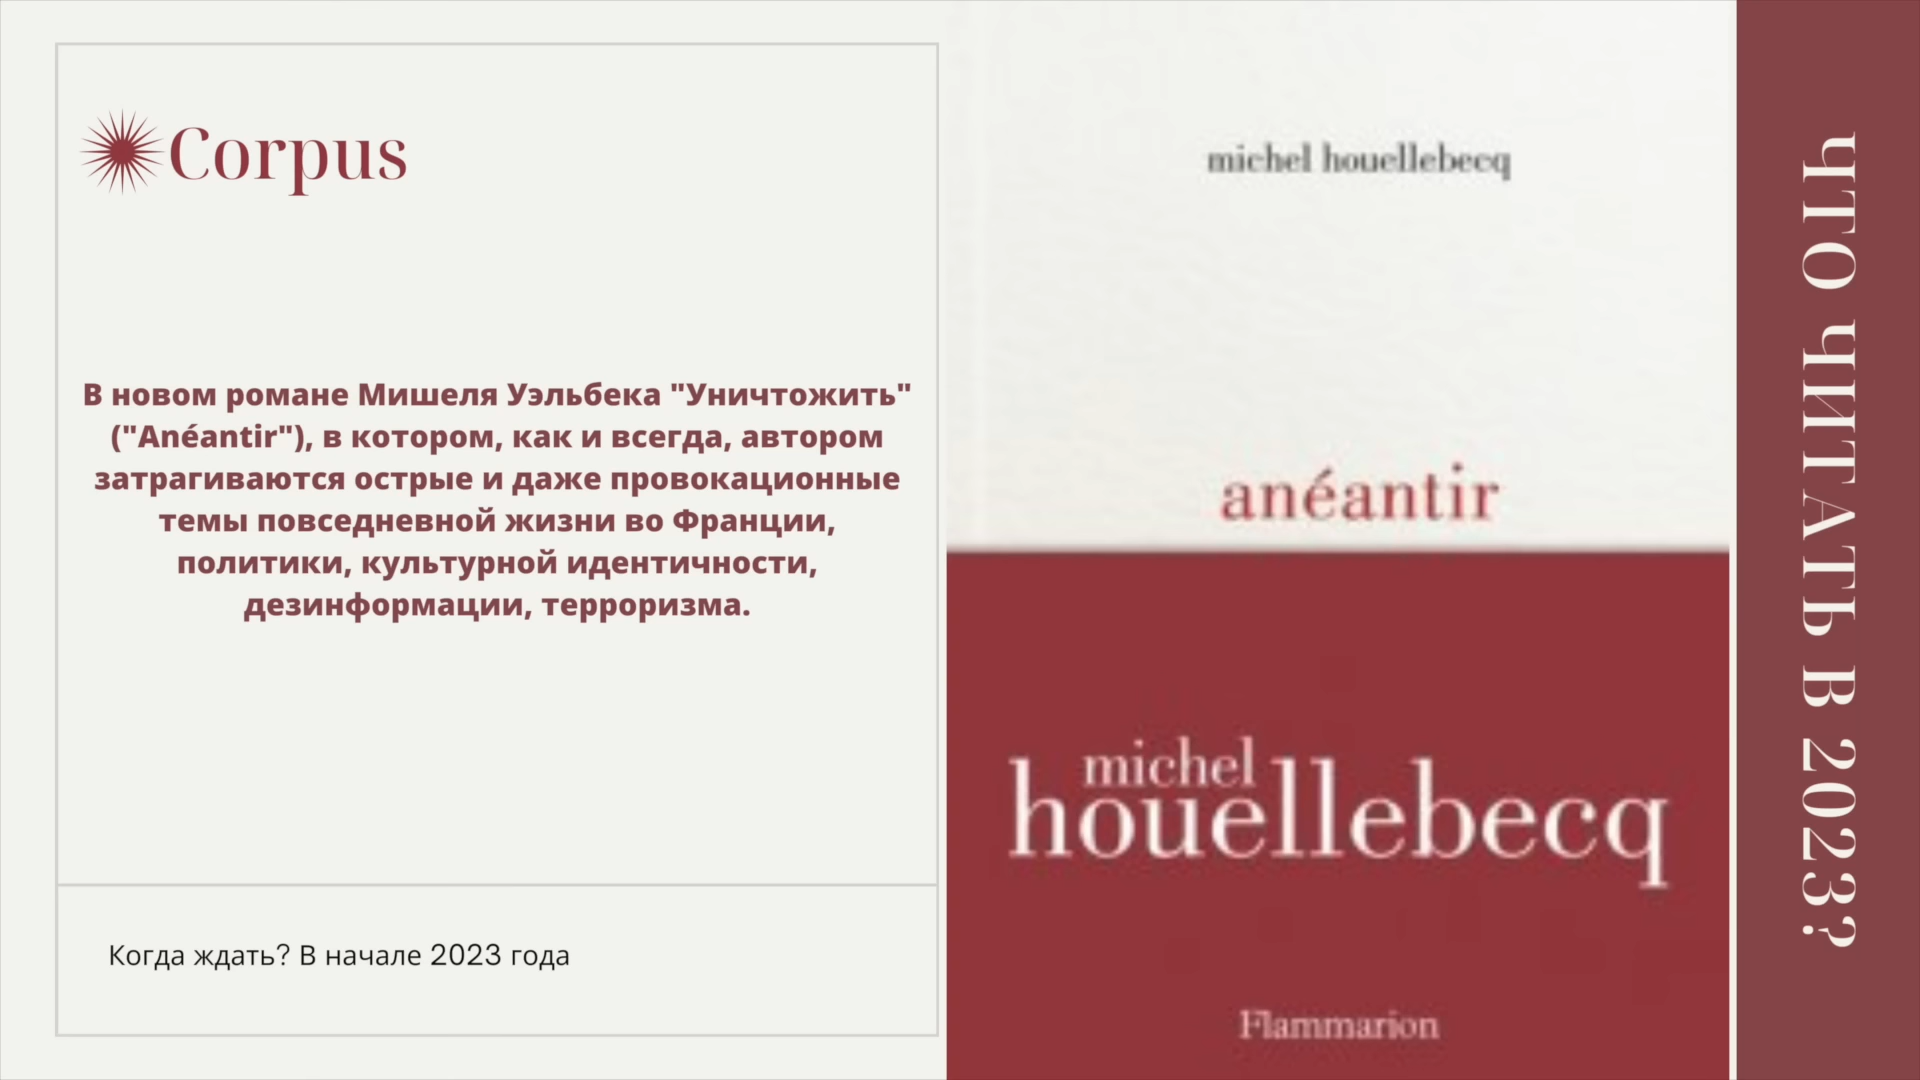 Corpus
В новом романе Мишеля Уэльбека "Уничтожить"
("Anéantir"), в котором, как и всегда, автором
затрагиваются острые и даже провокационные
темы повседневной жизни во Франции,
политики, культурной идентичности,
дезинформации, терроризма.
Когда ждать? В начале 2023 года
michel houellebecq
anéantir
michel
houellebecq
Flammarion
ЧТО ЧИТАТЬ В 2023?